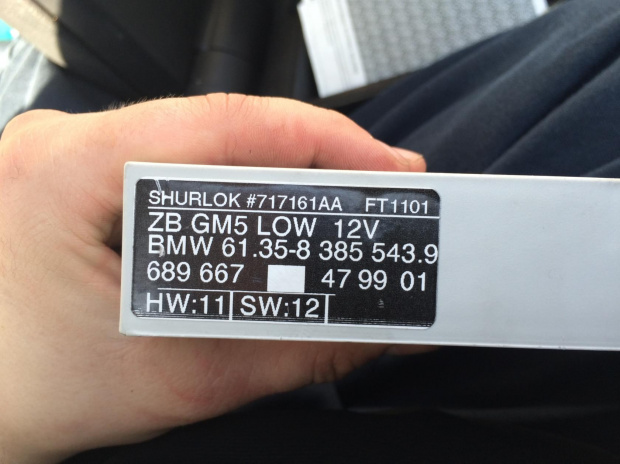 SHURLOK #717161AA FT1101
ZB GM5 LOW 12V
BMW 61.35-8 385 543.9
689 667 47 99 01
HW:11 SW:12